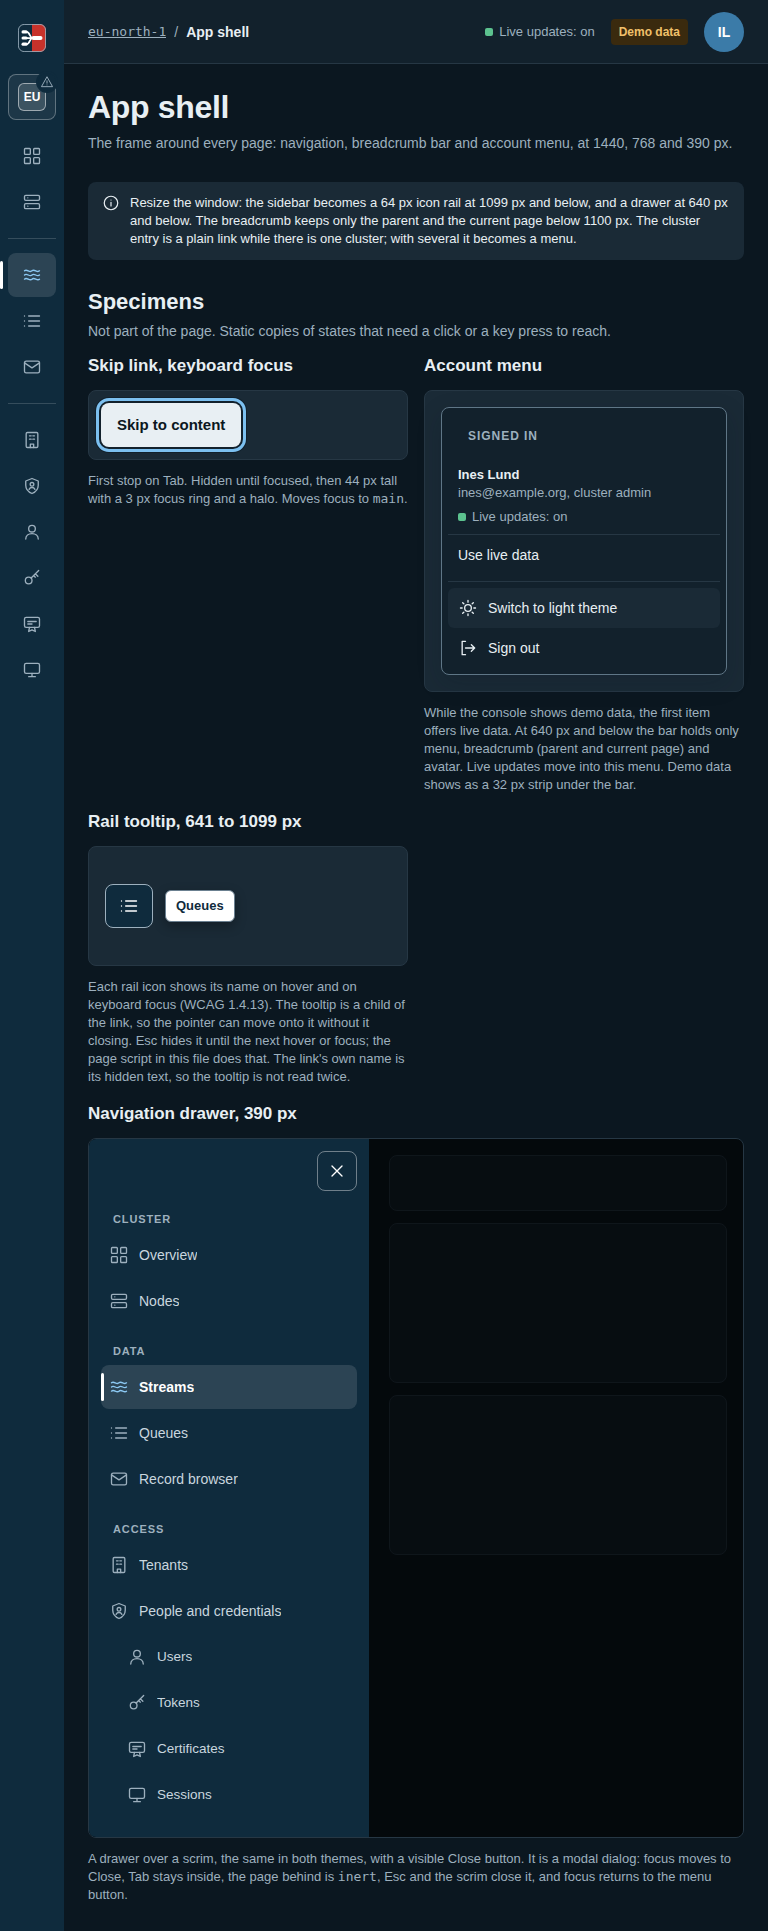 eu-north-1 / App shell
Live updates: on
Demo data
IL
EU
App shell
The frame around every page: navigation, breadcrumb bar and account menu, at 1440, 768 and 390 px.
Resize the window: the sidebar becomes a 64 px icon rail at 1099 px and below, and a drawer at 640 px
and below. The breadcrumb keeps only the parent and the current page below 1100 px. The cluster
entry is a plain link while there is one cluster; with several it becomes a menu.
Specimens
Not part of the page. Static copies of states that need a click or a key press to reach.
Skip link, keyboard focus
Skip to content
First stop on Tab. Hidden until focused, then 44 px tall
with a 3 px focus ring and a halo. Moves focus to main.
Account menu
SIGNED IN
Ines Lund
ines@example.org, cluster admin
Live updates: on
Use live data
Switch to light theme
Sign out
While the console shows demo data, the first item
offers live data. At 640 px and below the bar holds only
menu, breadcrumb (parent and current page) and
avatar. Live updates move into this menu. Demo data
shows as a 32 px strip under the bar.
Rail tooltip, 641 to 1099 px
Queues
Each rail icon shows its name on hover and on
keyboard focus (WCAG 1.4.13). The tooltip is a child of
the link, so the pointer can move onto it without it
closing. Esc hides it until the next hover or focus; the
page script in this file does that. The link's own name is
its hidden text, so the tooltip is not read twice.
Navigation drawer, 390 px
CLUSTER
Overview
Nodes
DATA
Streams
Queues
Record browser
ACCESS
Tenants
People and credentials
Users
Tokens
Certificates
Sessions
A drawer over a scrim, the same in both themes, with a visible Close button. It is a modal dialog: focus moves to
Close, Tab stays inside, the page behind is inert, Esc and the scrim close it, and focus returns to the menu
button.